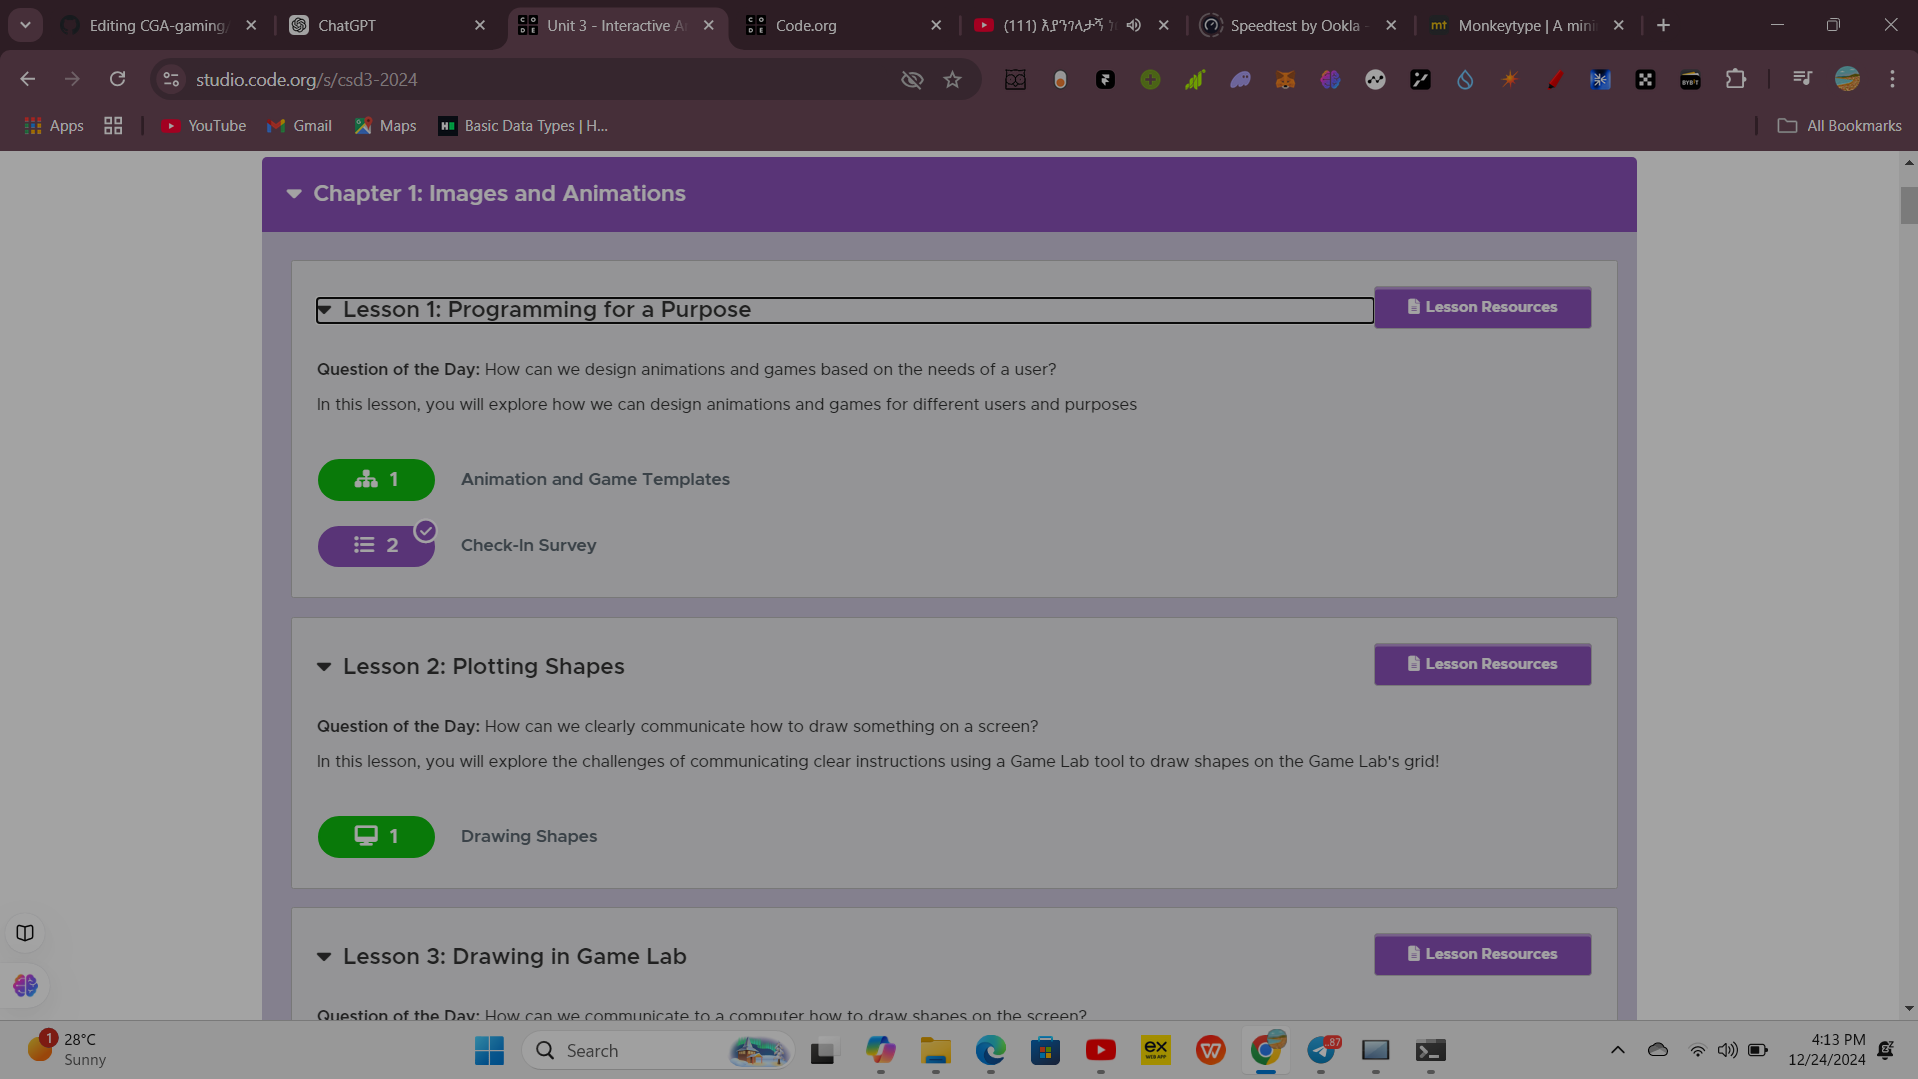 Editing CGA-gaming/
ChatGPT
Unit 3 - Interactive A
Code.org
(111) እያንገላታኝ
Speedtest by Ookla -
mt Monkeytype | A mini
studio.code.org/s/csd3-2024
Apps
YouTube
Gmail
Maps
Basic Data Types | H...
All Bookmarks
Chapter 1: Images and Animations
Lesson 1: Programming for a Purpose
Lesson Resources
Question of the Day: How can we design animations and games based on the needs of a user?
In this lesson, you will explore how we can design animations and games for different users and purposes
1 Animation and Game Templates
2 Check-In Survey
Lesson 2: Plotting Shapes
Lesson Resources
Question of the Day: How can we clearly communicate how to draw something on a screen?
In this lesson, you will explore the challenges of communicating clear instructions using a Game Lab tool to draw shapes on the Game Lab's grid!
1 Drawing Shapes
Lesson 3: Drawing in Game Lab
Lesson Resources
Question of the Day: How can we communicate to a computer how to draw shapes on the screen?
1
28°C
Sunny
Search
ex
WEB APP
87
4:13 PM
12/24/2024